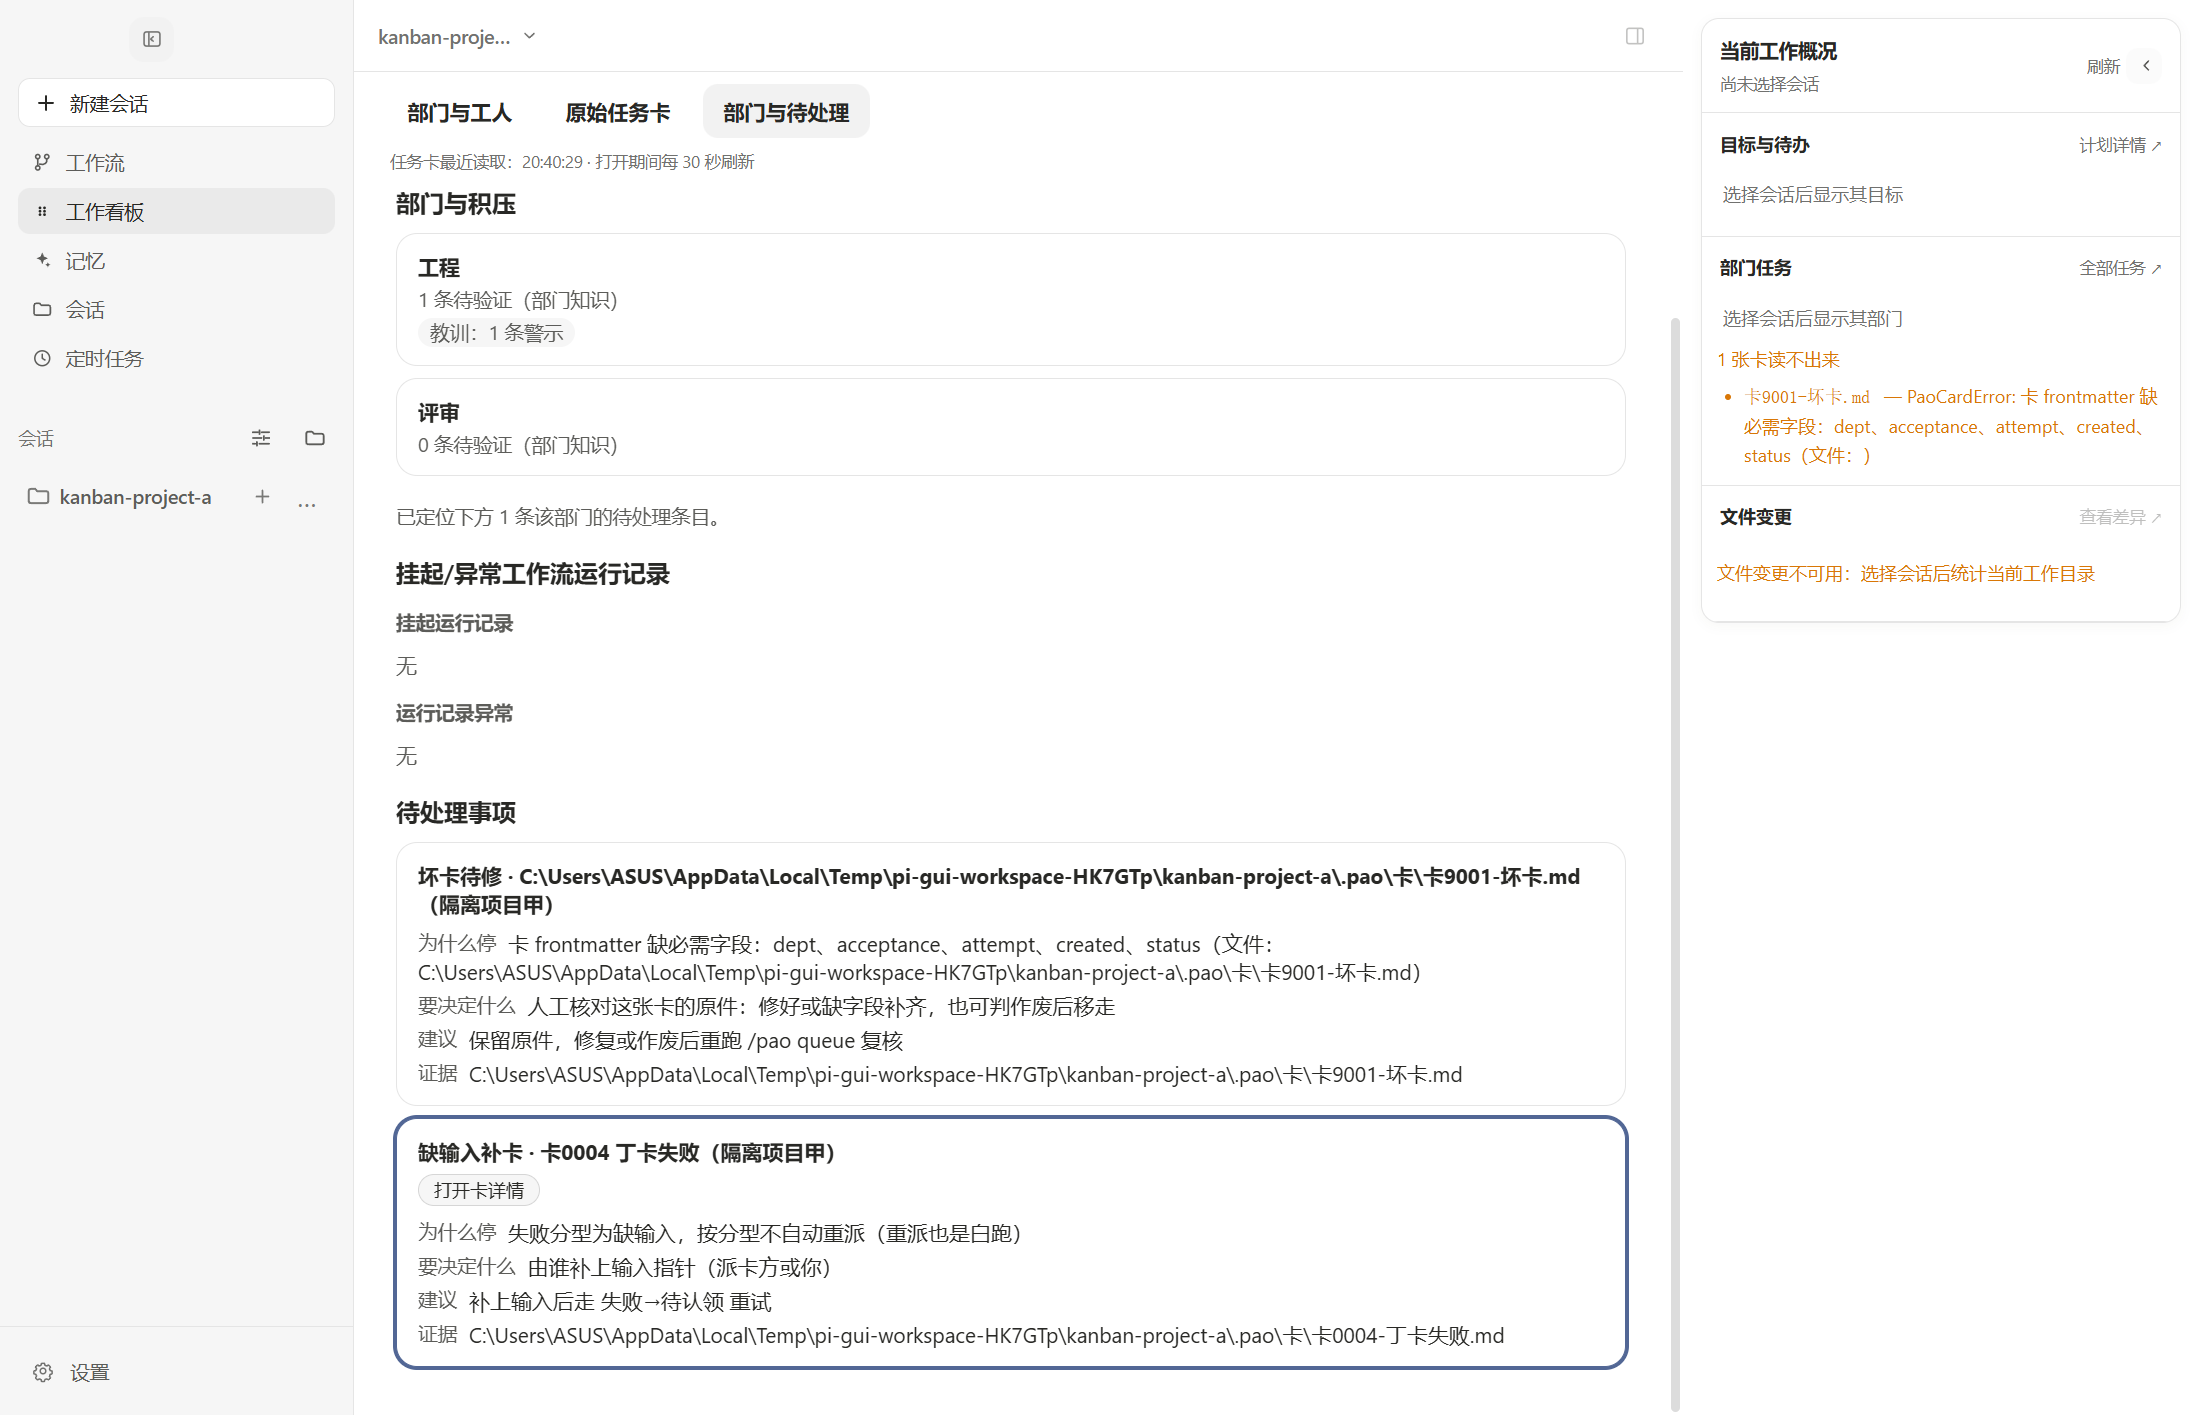 新建会话
工作流
工作看板
记忆
会话
定时任务
会话
kanban-project-a
设置
kanban-proje...
部门与工人
原始任务卡
部门与待处理
任务卡最近读取：20:40:29 · 打开期间每 30 秒刷新
部门与积压
工程
1 条待验证（部门知识）
教训：1 条警示
评审
0 条待验证（部门知识）
已定位下方 1 条该部门的待处理条目。
挂起/异常工作流运行记录
挂起运行记录
无
运行记录异常
无
待处理事项
坏卡待修 · C:\Users\ASUS\AppData\Local\Temp\pi-gui-workspace-HK7GTp\kanban-project-a\.pao\卡\卡9001-坏卡.md
（隔离项目甲）
为什么停 卡 frontmatter 缺必需字段：dept、acceptance、attempt、created、status（文件：
C:\Users\ASUS\AppData\Local\Temp\pi-gui-workspace-HK7GTp\kanban-project-a\.pao\卡\卡9001-坏卡.md）
要决定什么 人工核对这张卡的原件：修好或缺字段补齐，也可判作废后移走
建议 保留原件，修复或作废后重跑 /pao queue 复核
证据 C:\Users\ASUS\AppData\Local\Temp\pi-gui-workspace-HK7GTp\kanban-project-a\.pao\卡\卡9001-坏卡.md
缺输入补卡 · 卡0004 丁卡失败（隔离项目甲）
打开卡详情
为什么停 失败分型为缺输入，按分型不自动重派（重派也是白跑）
要决定什么 由谁补上输入指针（派卡方或你）
建议 补上输入后走 失败→待认领 重试
证据 C:\Users\ASUS\AppData\Local\Temp\pi-gui-workspace-HK7GTp\kanban-project-a\.pao\卡\卡0004-丁卡失败.md
当前工作概况
尚未选择会话
刷新
目标与待办
计划详情 ↗
选择会话后显示其目标
部门任务
全部任务 ↗
选择会话后显示其部门
1 张卡读不出来
• 卡9001-坏卡.md — PaoCardError: 卡 frontmatter 缺
必需字段：dept、acceptance、attempt、created、
status（文件：）
文件变更
查看差异 ↗
文件变更不可用：选择会话后统计当前工作目录